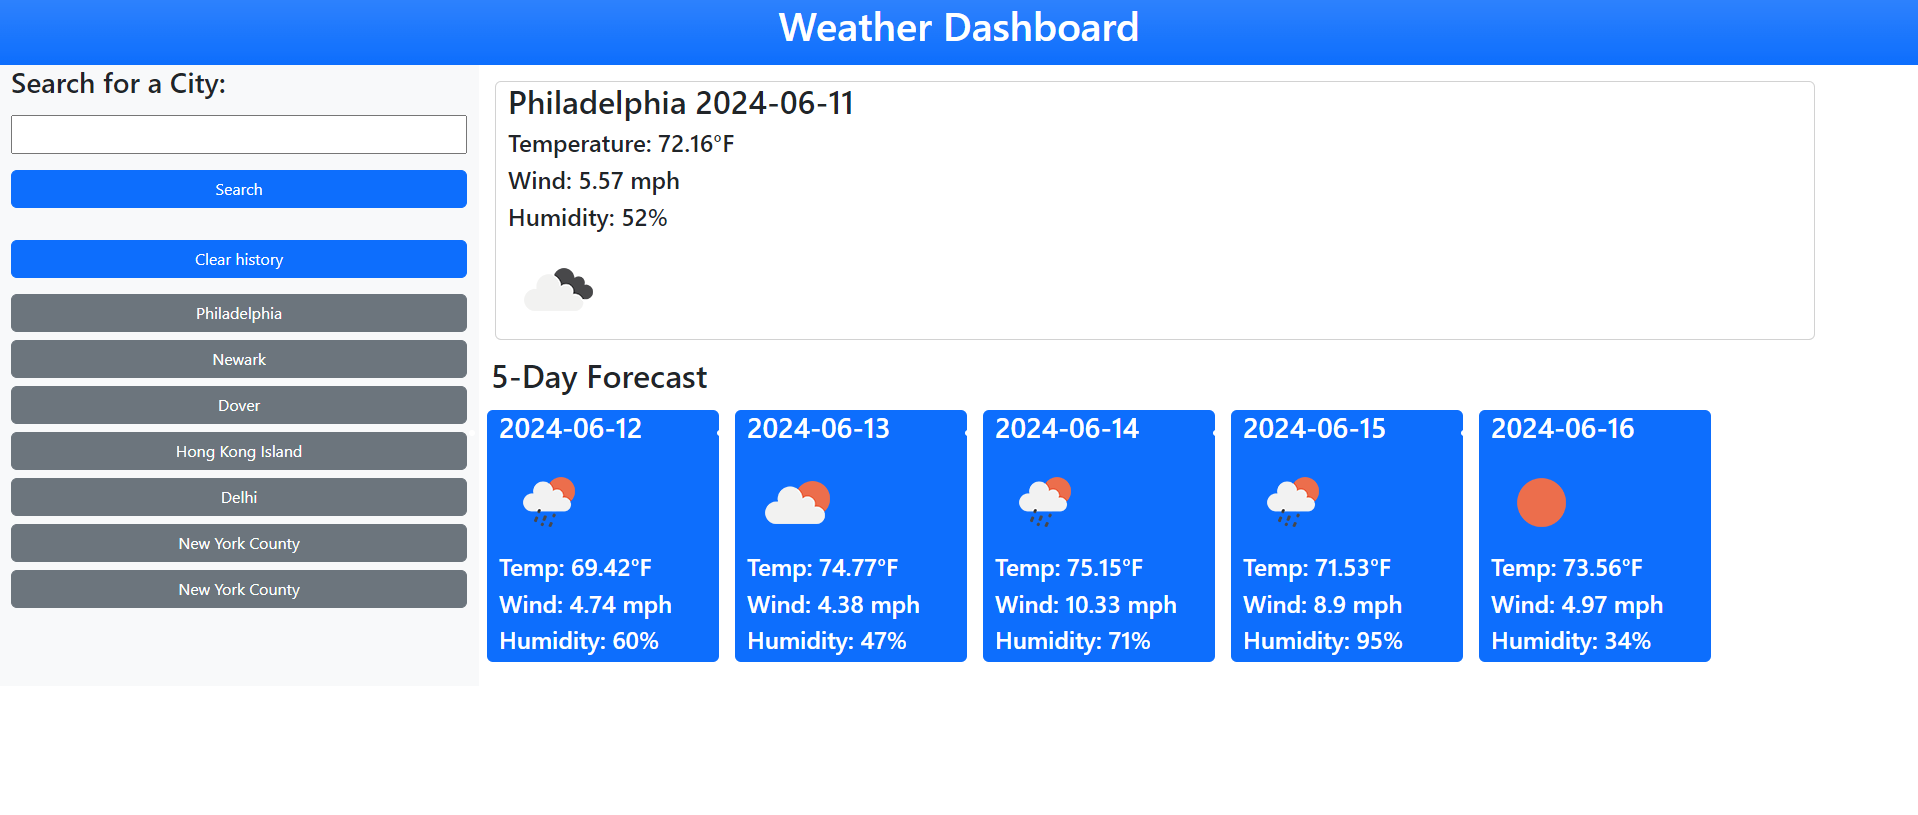 Weather Dashboard
Search for a City:
Search
Clear history
Philadelphia
Newark
Dover
Hong Kong Island
Delhi
New York County
New York County
Philadelphia 2024-06-11
Temperature: 72.16°F
Wind: 5.57 mph
Humidity: 52%
5-Day Forecast
2024-06-12
Temp: 69.42°F
Wind: 4.74 mph
Humidity: 60%
2024-06-13
Temp: 74.77°F
Wind: 4.38 mph
Humidity: 47%
2024-06-14
Temp: 75.15°F
Wind: 10.33 mph
Humidity: 71%
2024-06-15
Temp: 71.53°F
Wind: 8.9 mph
Humidity: 95%
2024-06-16
Temp: 73.56°F
Wind: 4.97 mph
Humidity: 34%